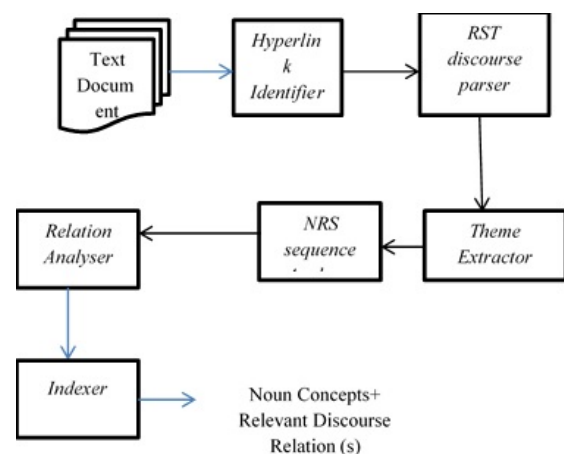 Text
Docum
ent
Hyperlin
k
Identifier
RST
discourse
parser
Theme
Extractor
NRS
sequence
Relation
Analyser
Indexer
Noun Concepts+
Relevant Discourse
Relation (s)